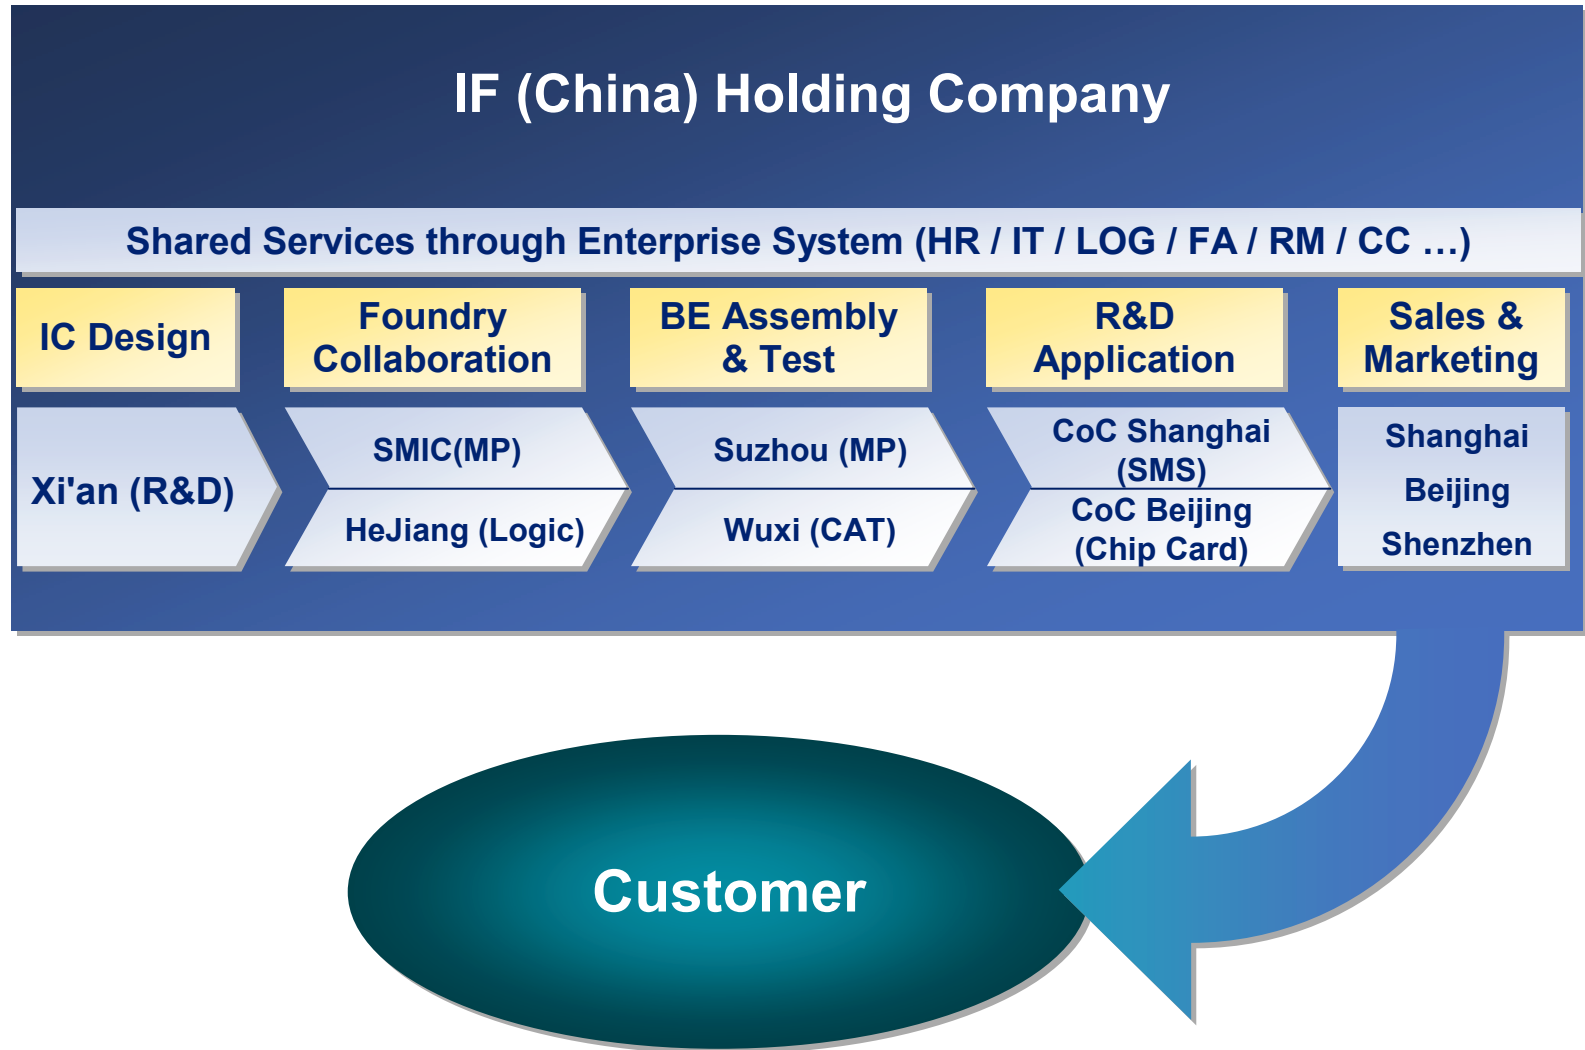 IF (China) Holding Company
Shared Services through Enterprise System (HR / IT / LOG / FA / RM / CC …)
IC Design
Foundry
Collaboration
BE Assembly
& Test
R&D
Application
Sales &
Marketing
Xi'an (R&D)
SMIC(MP)
HeJiang (Logic)
Suzhou (MP)
Wuxi (CAT)
CoC Shanghai
(SMS)
CoC Beijing
(Chip Card)
Shanghai
Beijing
Shenzhen
Customer